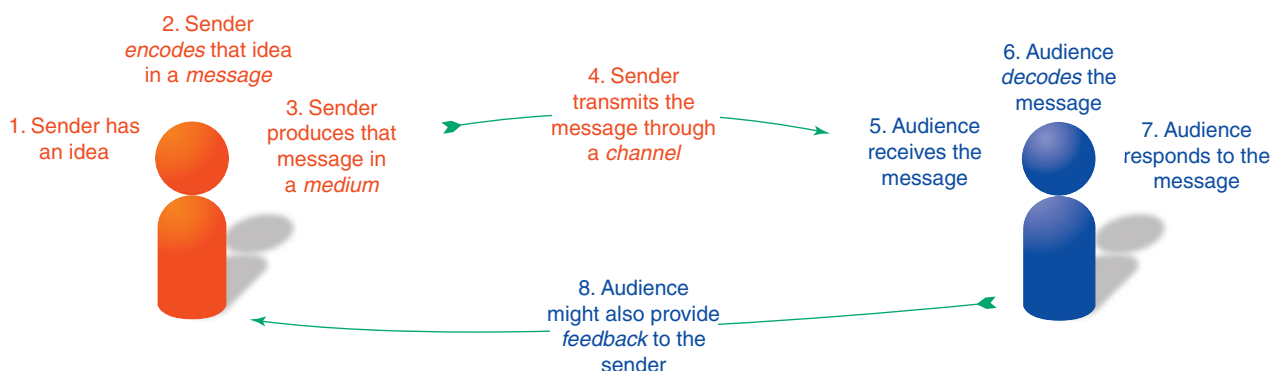 1. Sender has
an idea
2. Sender
encodes that idea
in a message
3. Sender
produces that
message in
a medium
4. Sender
transmits the
message through
a channel
5. Audience
receives the
message
6. Audience
decodes the
message
7. Audience
responds to the
message
8. Audience
might also provide
feedback to the
sender